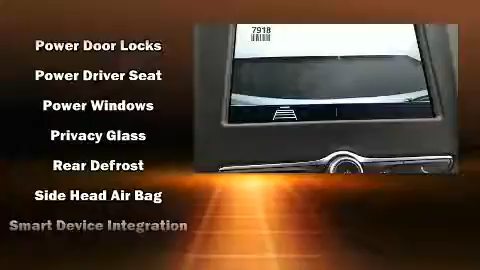 Power Door Locks
Power Driver Seat
Power Windows
Privacy Glass
Rear Defrost
Side Head Air Bag
Smart Device Integration
7918